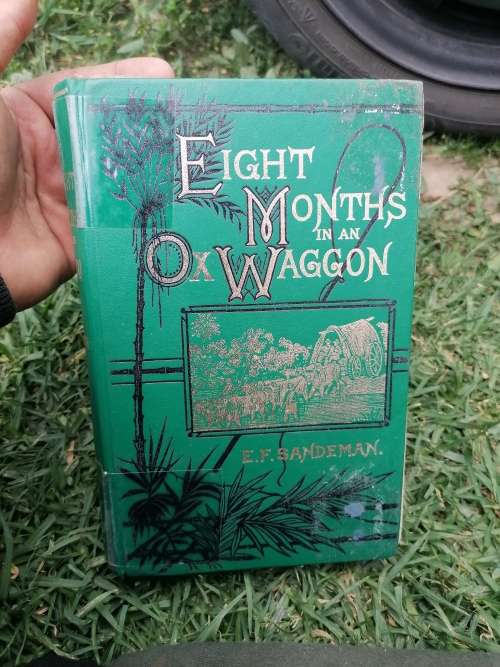 EIGHT
MONTHS
IN AN
OX WAGGON
E. F. SANDEMAN.